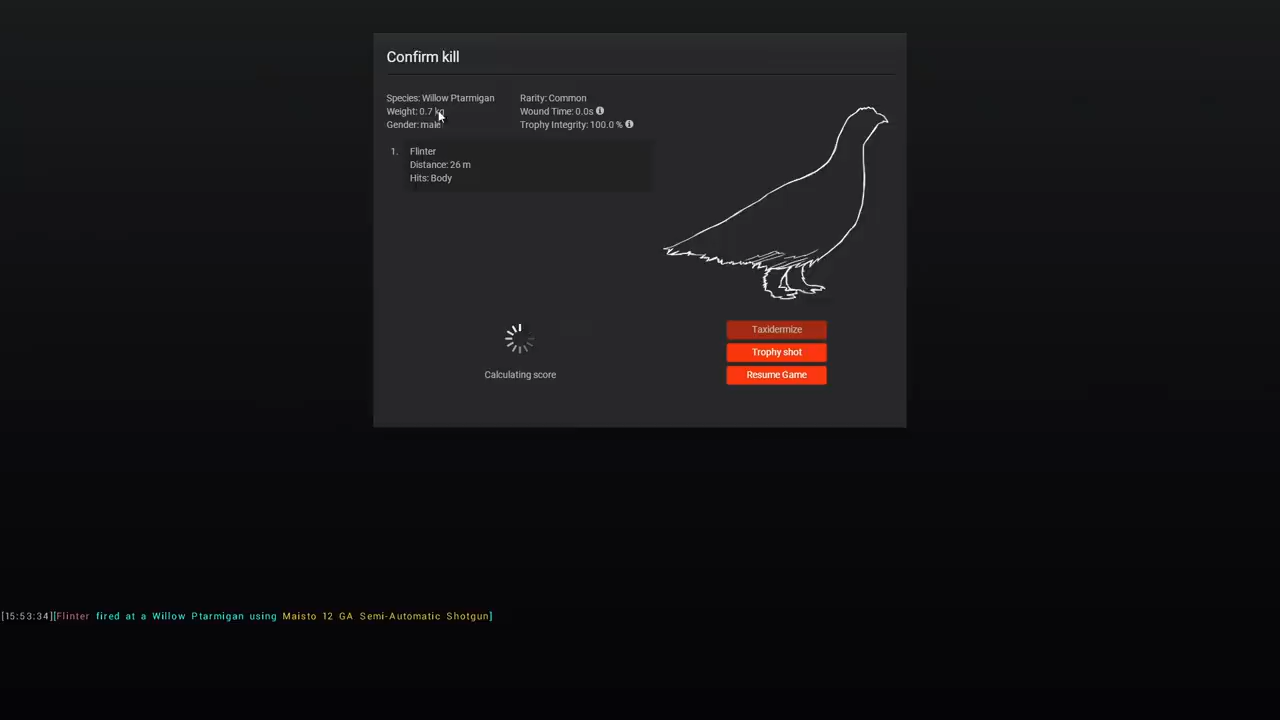 Confirm kill
Species: Willow Ptarmigan
Weight: 0.7 kg
Gender: male
Rarity: Common
Wound Time: 0.0s
Trophy Integrity: 100.0 %
1. Flinter
Distance: 26 m
Hits: Body
Calculating score
Taxidermize
Trophy shot
Resume Game
[15:53:34][Flinter fired at a Willow Ptarmigan using Maisto 12 GA Semi-Automatic Shotgun]